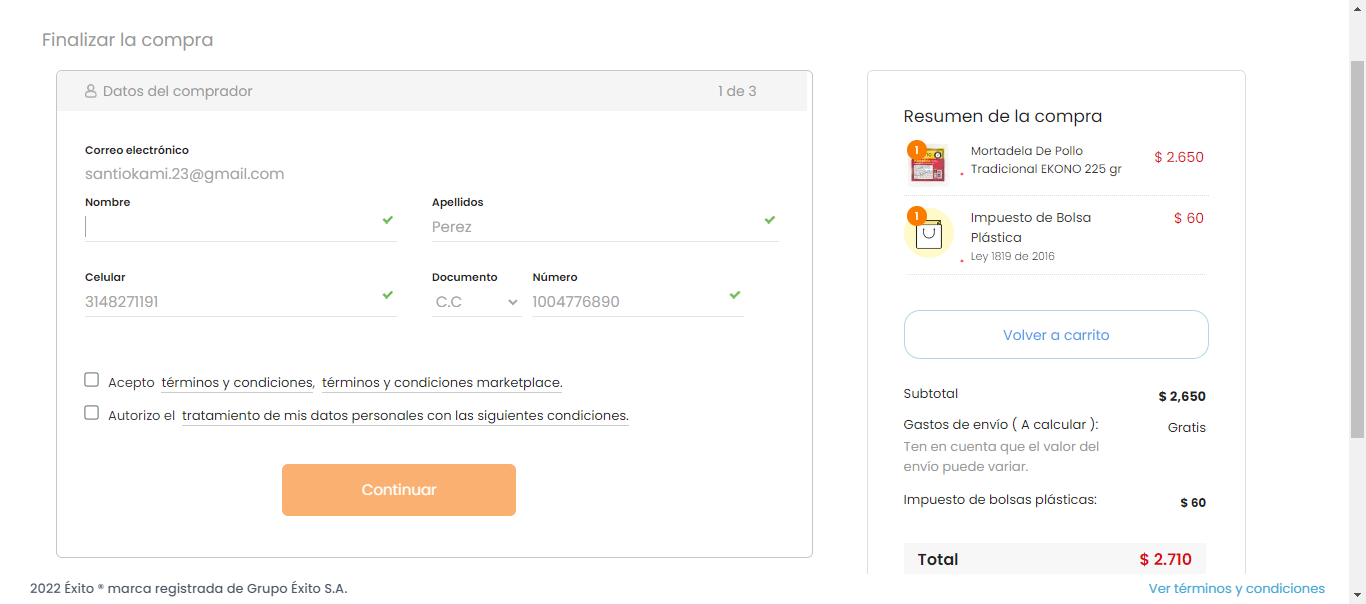 Finalizar la compra
Datos del comprador
1 de 3
Correo electrónico
santiokami.23@gmail.com
Nombre
Apellidos
Perez
Celular
3148271191
Documento
C.C
Número
1004776890
Acepto términos y condiciones, términos y condiciones marketplace.
Autorizo el tratamiento de mis datos personales con las siguientes condiciones.
Continuar
Resumen de la compra
1
Mortadela De Pollo
Tradicional EKONO 225 gr
$ 2.650
1
Impuesto de Bolsa
Plástica
Ley 1819 de 2016
$ 60
Volver a carrito
Subtotal
$ 2,650
Gastos de envío ( A calcular ):
Gratis
Ten en cuenta que el valor del
envío puede variar.
Impuesto de bolsas plásticas:
$ 60
Total
$ 2.710
2022 Éxito ® marca registrada de Grupo Éxito S.A.
Ver términos y condiciones